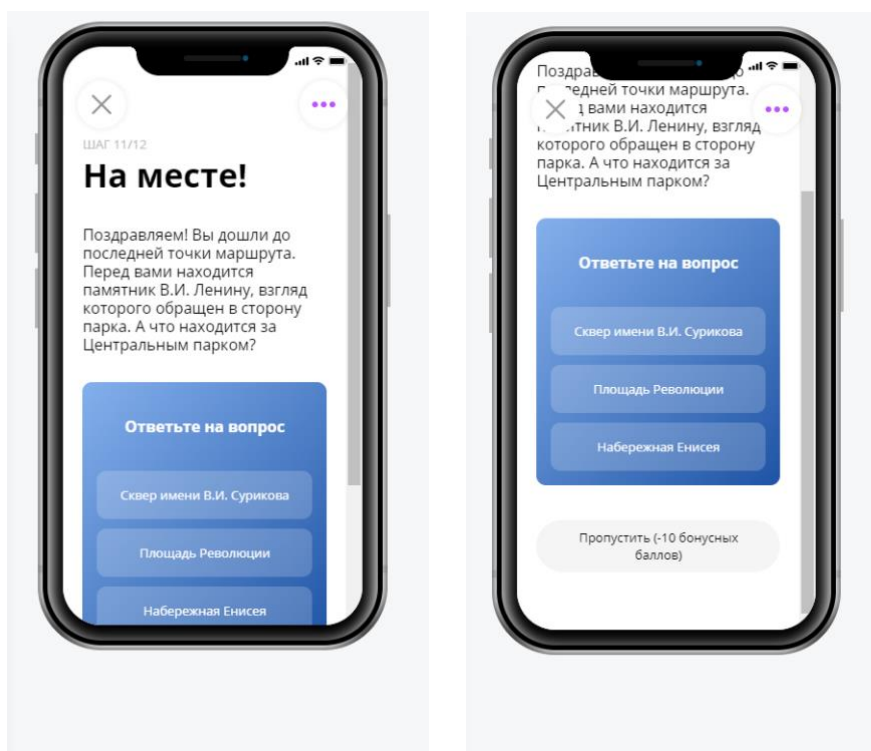 ШАГ 11/12
На месте!
Поздравляем! Вы дошли до
последней точки маршрута.
Перед вами находится
памятник В.И. Ленину, взгляд
которого обращен в сторону
парка. А что находится за
Центральным парком?
Ответьте на вопрос
Сквер имени В.И. Сурикова
Площадь Революции
Набережная Енисея
последней точки маршрута.
вами находится
В.И. Ленину, взгляд
которого обращен в сторону
парка. А что находится за
Центральным парком?
Ответьте на вопрос
Сквер имени В.И. Сурикова
Площадь Революции
Набережная Енисея
Пропустить (-10 бонусных
баллов)